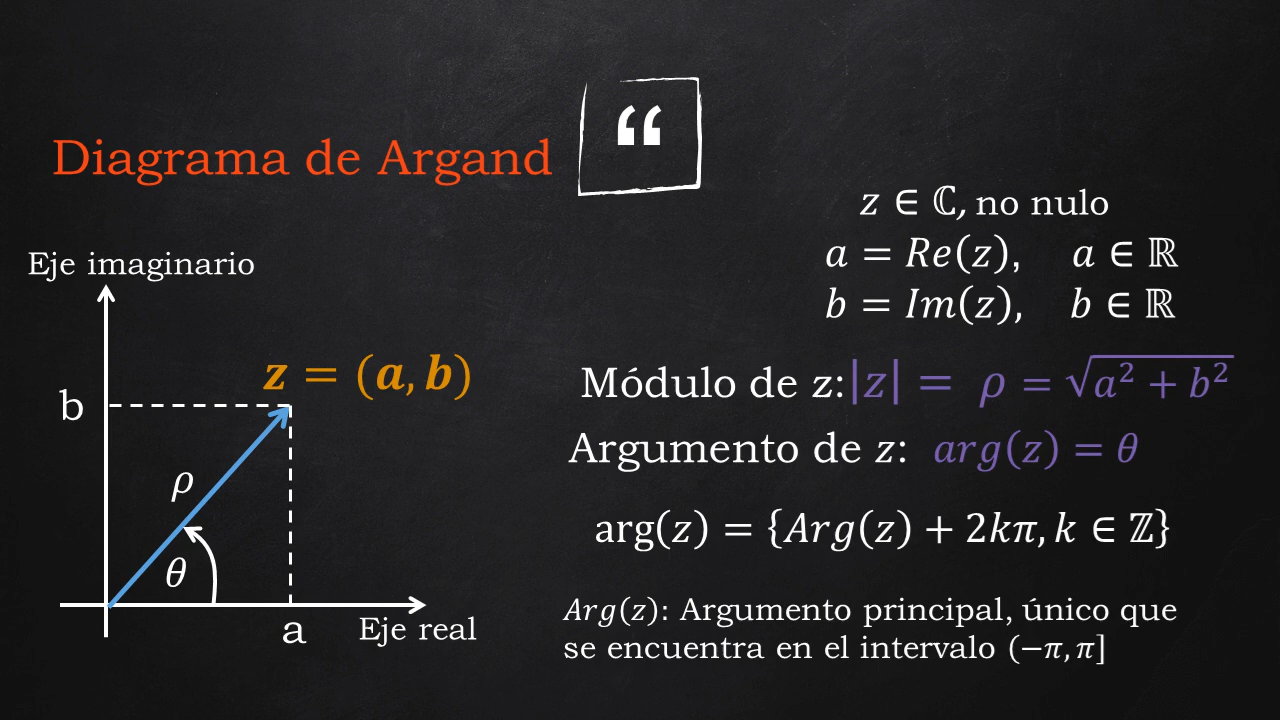 Diagrama de Argand
“
z ∈ ℂ, no nulo
a = Re(z), a ∈ ℝ
b = Im(z), b ∈ ℝ
Módulo de z: |z| = ρ = √(a² + b²)
Argumento de z: arg(z) = θ
arg(z) = {Arg(z) + 2kπ, k ∈ ℤ}
Arg(z): Argumento principal, único que
se encuentra en el intervalo (−π, π]
Eje imaginario
z = (a, b)
b
ρ
θ
a
Eje real